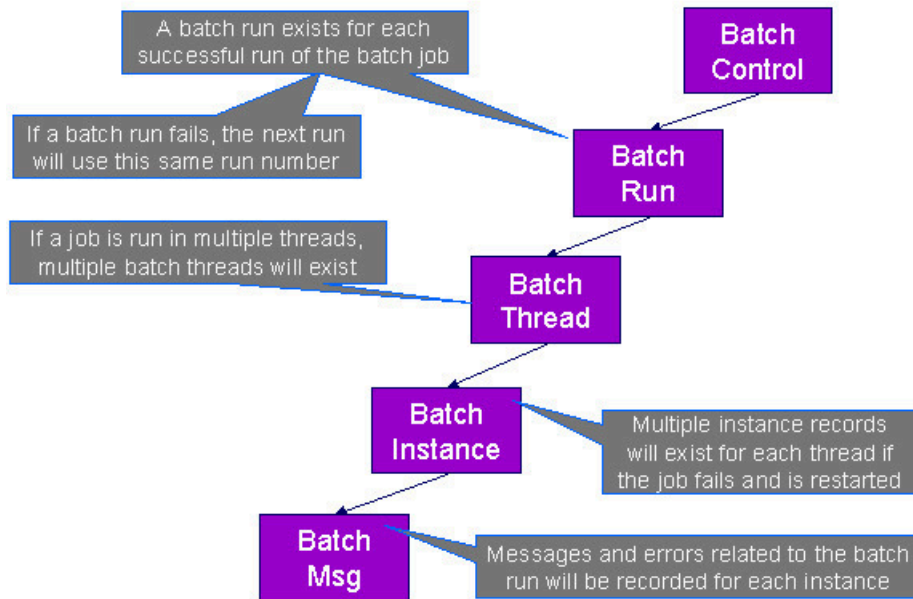 A batch run exists for each
successful run of the batch job
Batch
Control
If a batch run fails, the next run
will use this same run number
Batch
Run
If a job is run in multiple threads,
multiple batch threads will exist
Batch
Thread
Batch
Instance
Multiple instance records
will exist for each thread if
the job fails and is restarted
Batch
Msg
Messages and errors related to the batch
run will be recorded for each instance